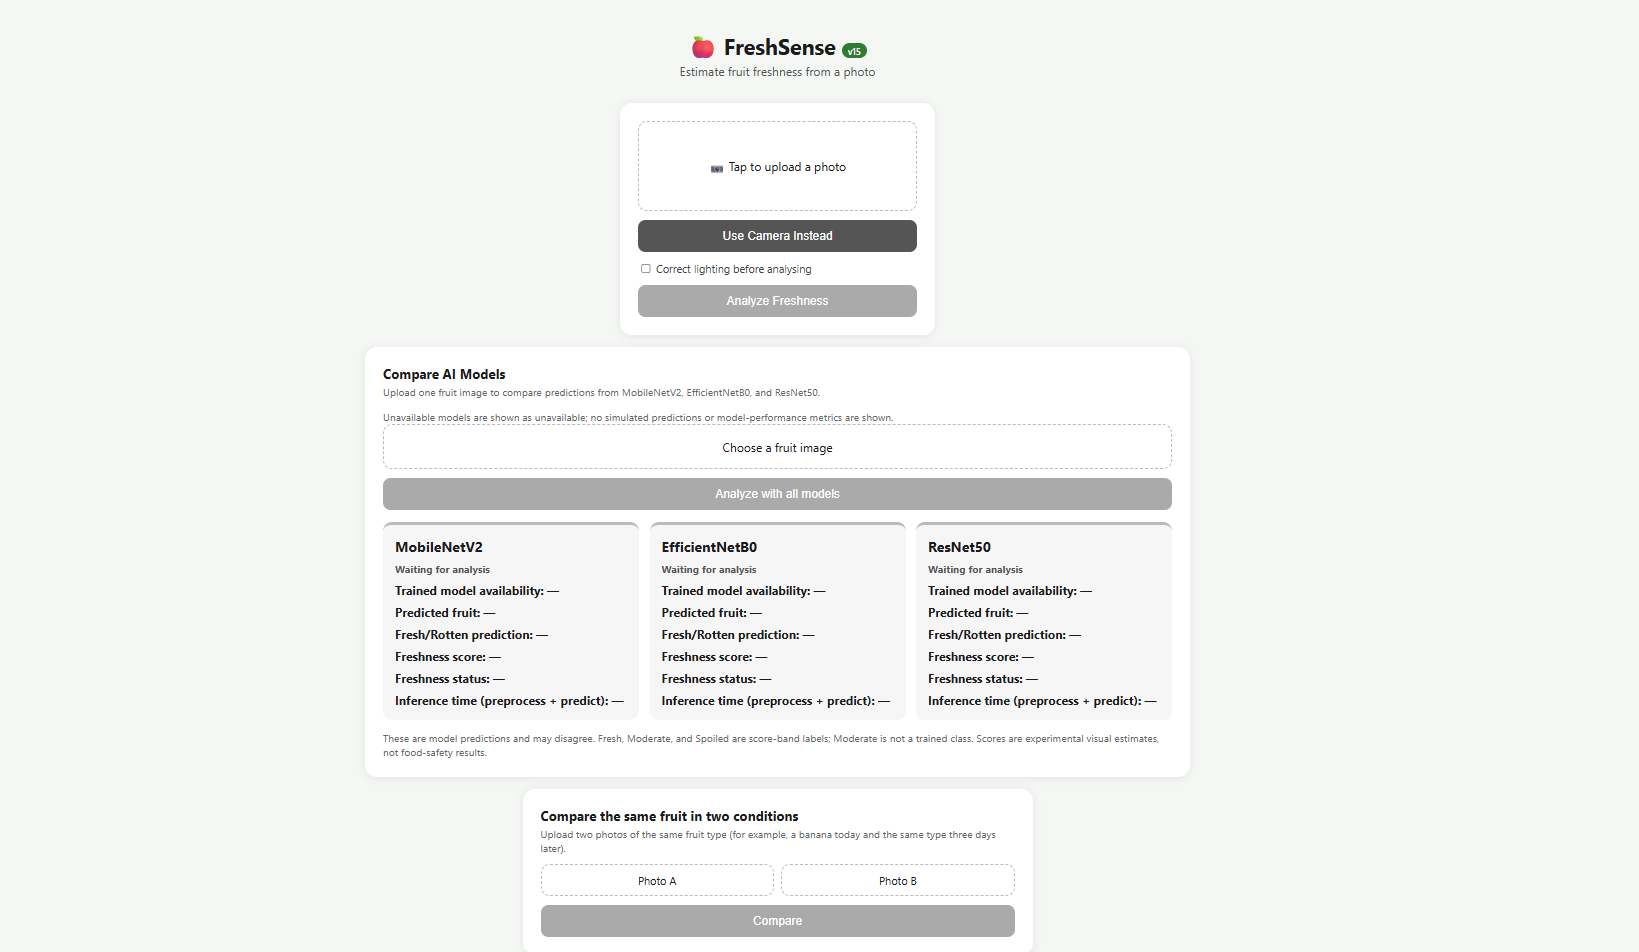 FreshSense v15
Estimate fruit freshness from a photo
Tap to upload a photo
Use Camera Instead
Correct lighting before analysing
Analyze Freshness
Compare AI Models
Upload one fruit image to compare predictions from MobileNetV2, EfficientNetB0, and ResNet50.
Unavailable models are shown as unavailable; no simulated predictions or model-performance metrics are shown.
Choose a fruit image
Analyze with all models
MobileNetV2
Waiting for analysis
Trained model availability: —
Predicted fruit: —
Fresh/Rotten prediction: —
Freshness score: —
Freshness status: —
Inference time (preprocess + predict): —
EfficientNetB0
Waiting for analysis
Trained model availability: —
Predicted fruit: —
Fresh/Rotten prediction: —
Freshness score: —
Freshness status: —
Inference time (preprocess + predict): —
ResNet50
Waiting for analysis
Trained model availability: —
Predicted fruit: —
Fresh/Rotten prediction: —
Freshness score: —
Freshness status: —
Inference time (preprocess + predict): —
These are model predictions and may disagree. Fresh, Moderate, and Spoiled are score-band labels; Moderate is not a trained class. Scores are experimental visual estimates,
not food-safety results.
Compare the same fruit in two conditions
Upload two photos of the same fruit type (for example, a banana today and the same type three days
later).
Photo A
Photo B
Compare